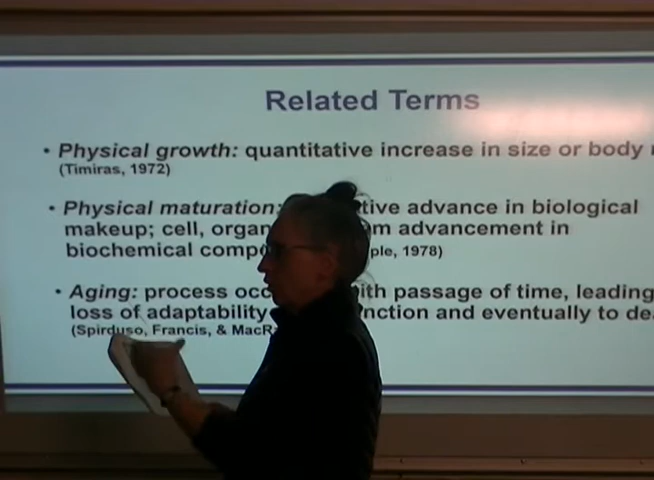 Related Terms
• Physical growth: quantitative increase in size or body
(Timiras, 1972)
• Physical maturation: tive advance in biological
makeup; cell, organ m advancement in
biochemical comp ple, 1978)
• Aging: process occ ith passage of time, leading
loss of adaptability nction and eventually to de
(Spirduso, Francis, & MacR